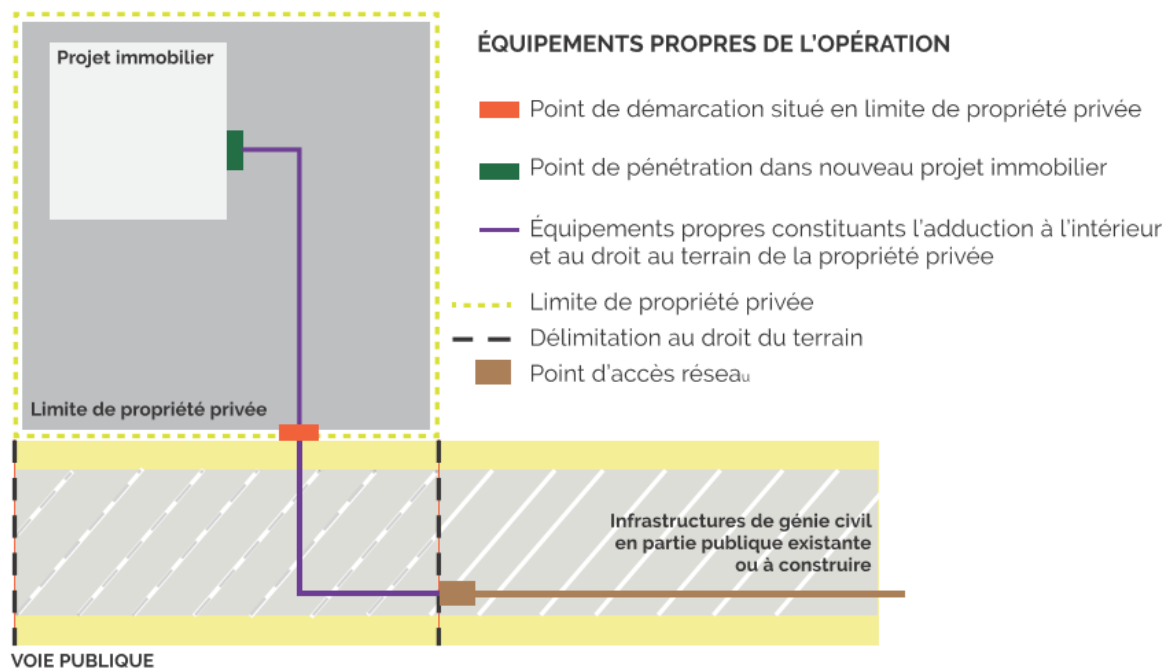 Projet immobilier
Limite de propriété privée
ÉQUIPEMENTS PROPRES DE L'OPÉRATION
Point de démarcation situé en limite de propriété privée
Point de pénétration dans nouveau projet immobilier
Équipements propres constituants l'adduction à l'intérieur
et au droit au terrain de la propriété privée
Limite de propriété privée
Délimitation au droit du terrain
Point d'accès réseau
Infrastructures de génie civil
en partie publique existante
ou à construire
VOIE PUBLIQUE